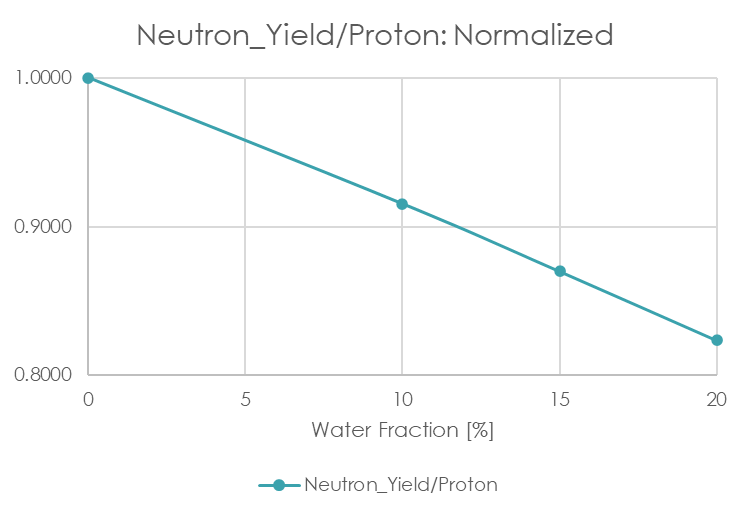 Neutron_Yield/Proton: Normalized
1.0000
0.9000
0.8000
0 5 10 15 20
Water Fraction [%]
Neutron_Yield/Proton